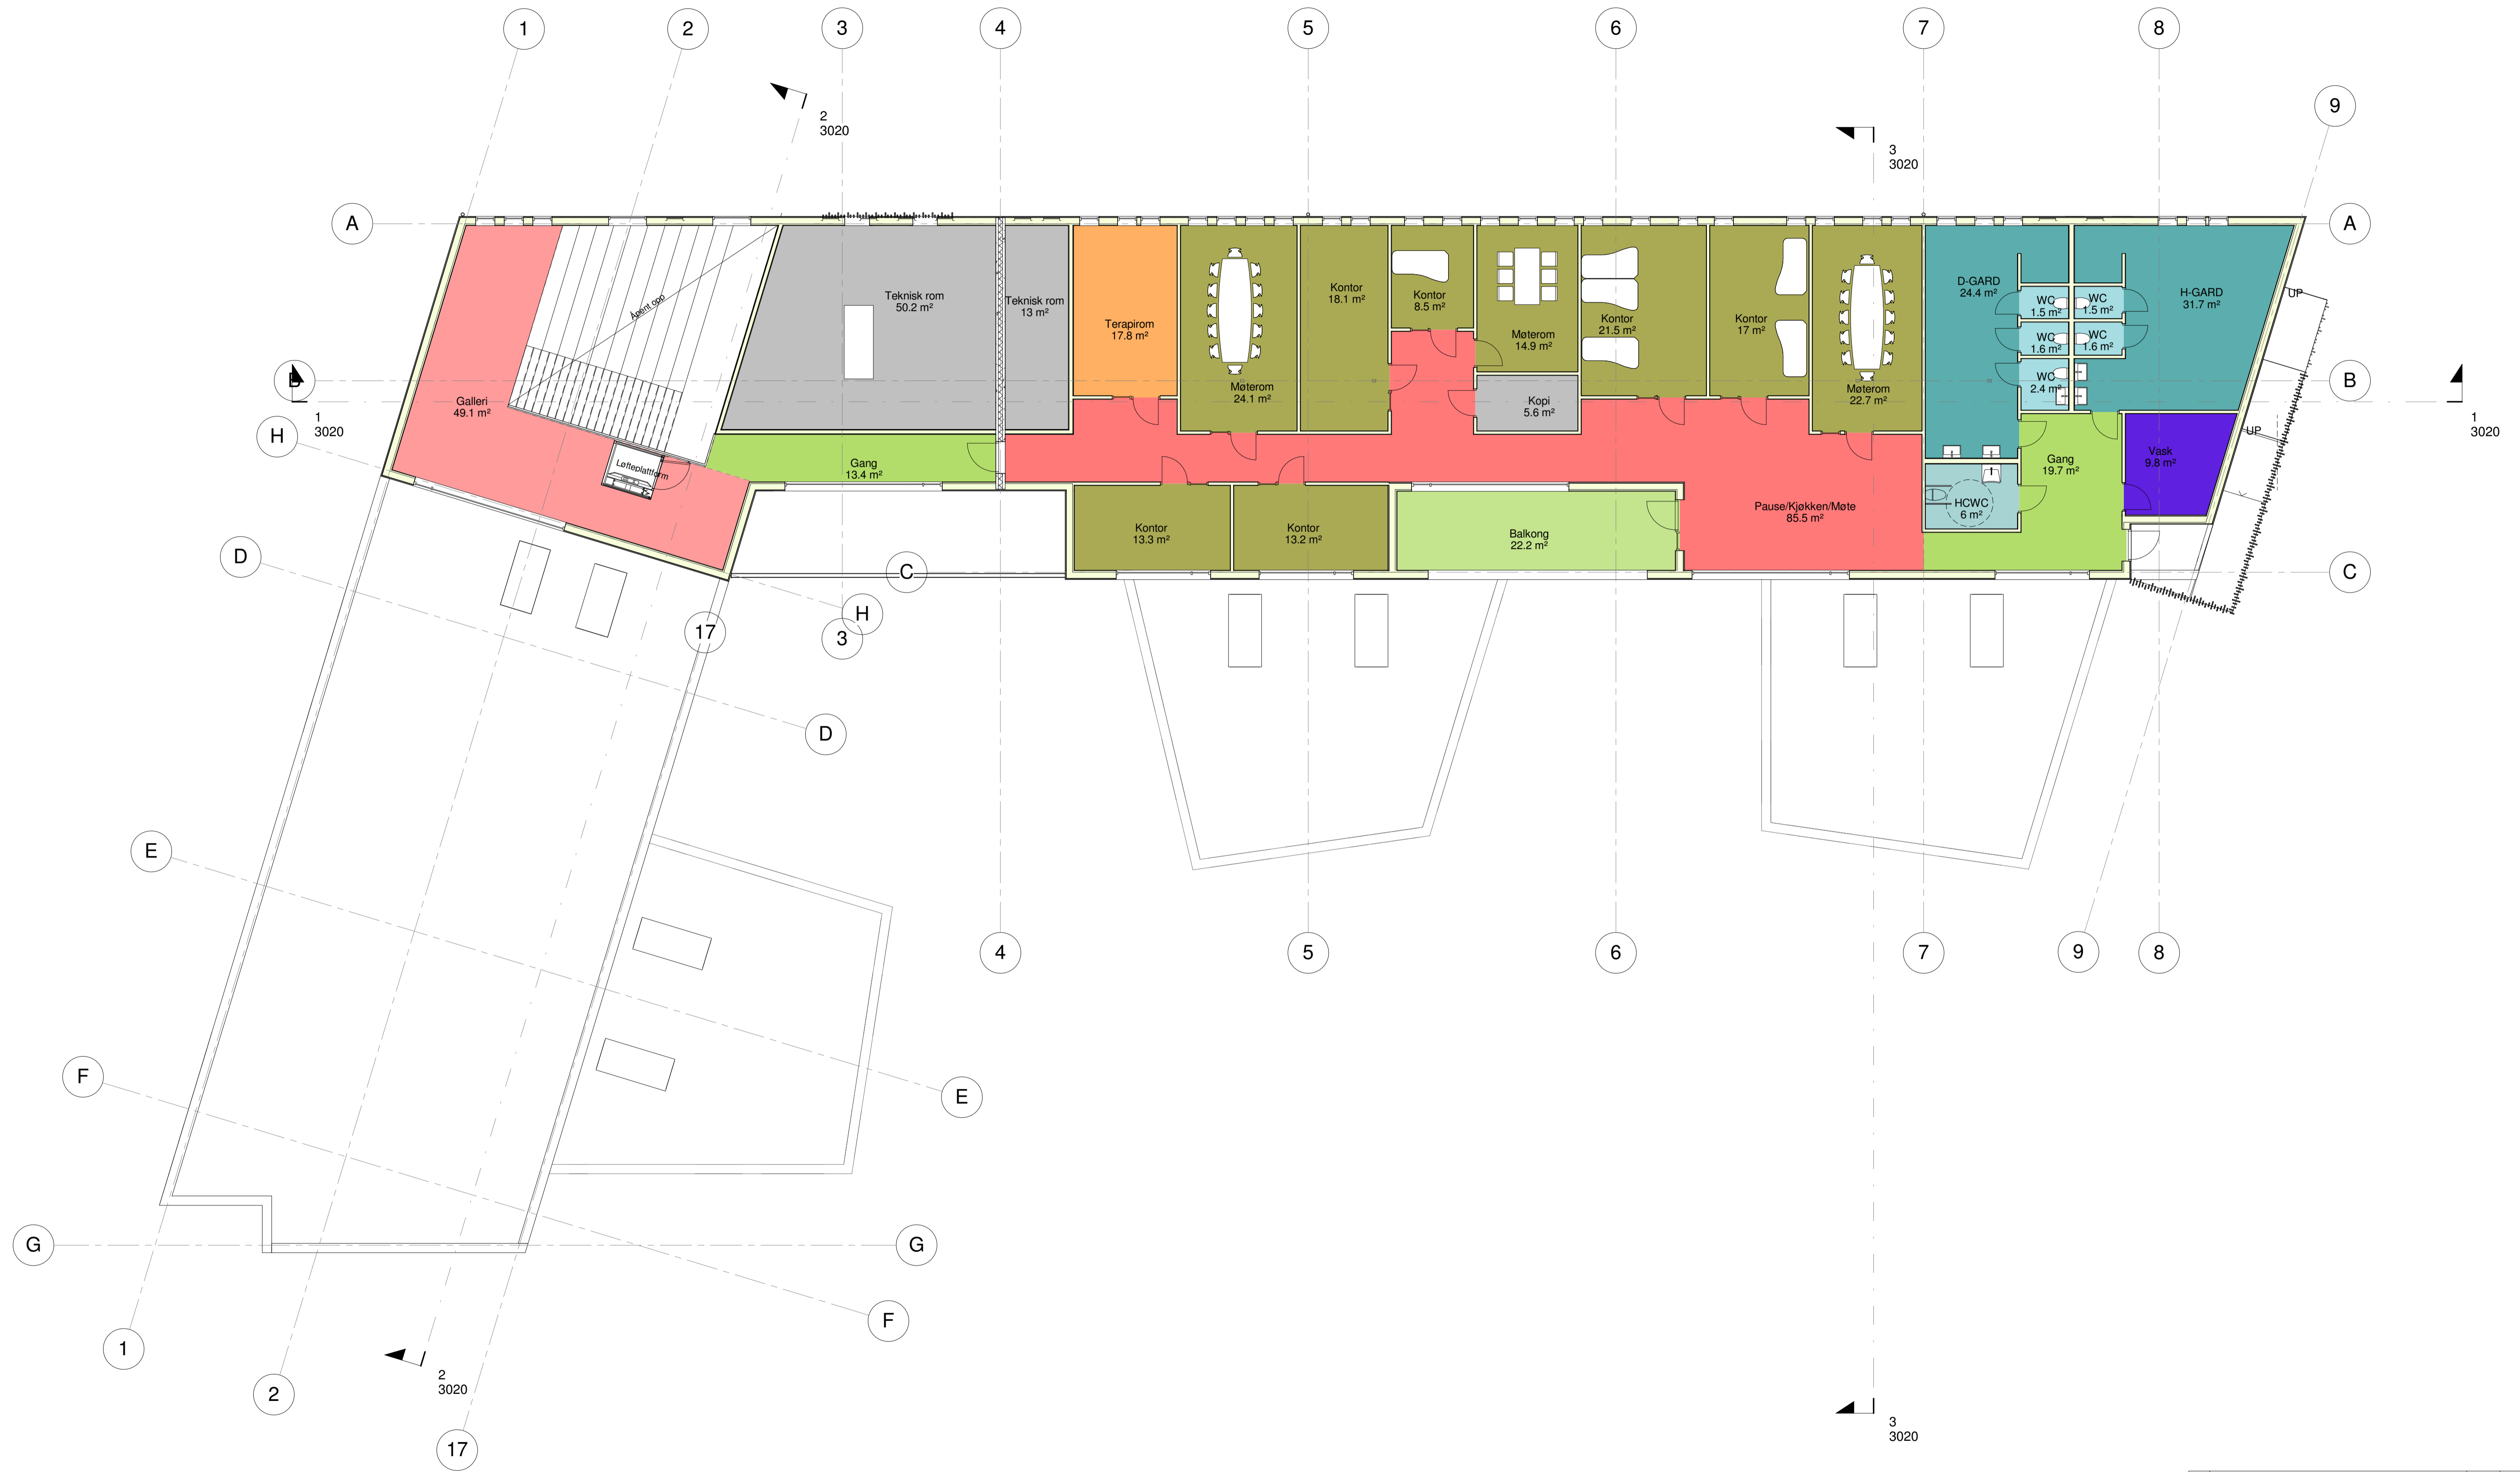 1
2
3
4
5
6
7
8
9
2
3020
3
3020
A
A
Åpent opp
Teknisk rom
50.2 m²
Teknisk rom
13 m²
Terapirom
17.8 m²
Møterom
24.1 m²
Kontor
18.1 m²
Kontor
8.5 m²
Møterom
14.9 m²
Kontor
21.5 m²
Kontor
17 m²
Møterom
22.7 m²
D-GARD
24.4 m²
WC
1.5 m²
WC
1.5 m²
WC
1.6 m²
WC
1.6 m²
WC
2.4 m²
H-GARD
31.7 m²
UP
UP
B
B
1
3020
1
3020
H
Galleri
49.1 m²
Løfteplattform
Gang
13.4 m²
Kopi
5.6 m²
Gang
19.7 m²
Vask
9.8 m²
HCWC
6 m²
Pause/Kjøkken/Møte
85.5 m²
Kontor
13.3 m²
Kontor
13.2 m²
Balkong
22.2 m²
D
C
C
H
17
3
D
E
4
5
6
7
9
8
F
E
G
G
F
1
2
2
3020
17
3
3020